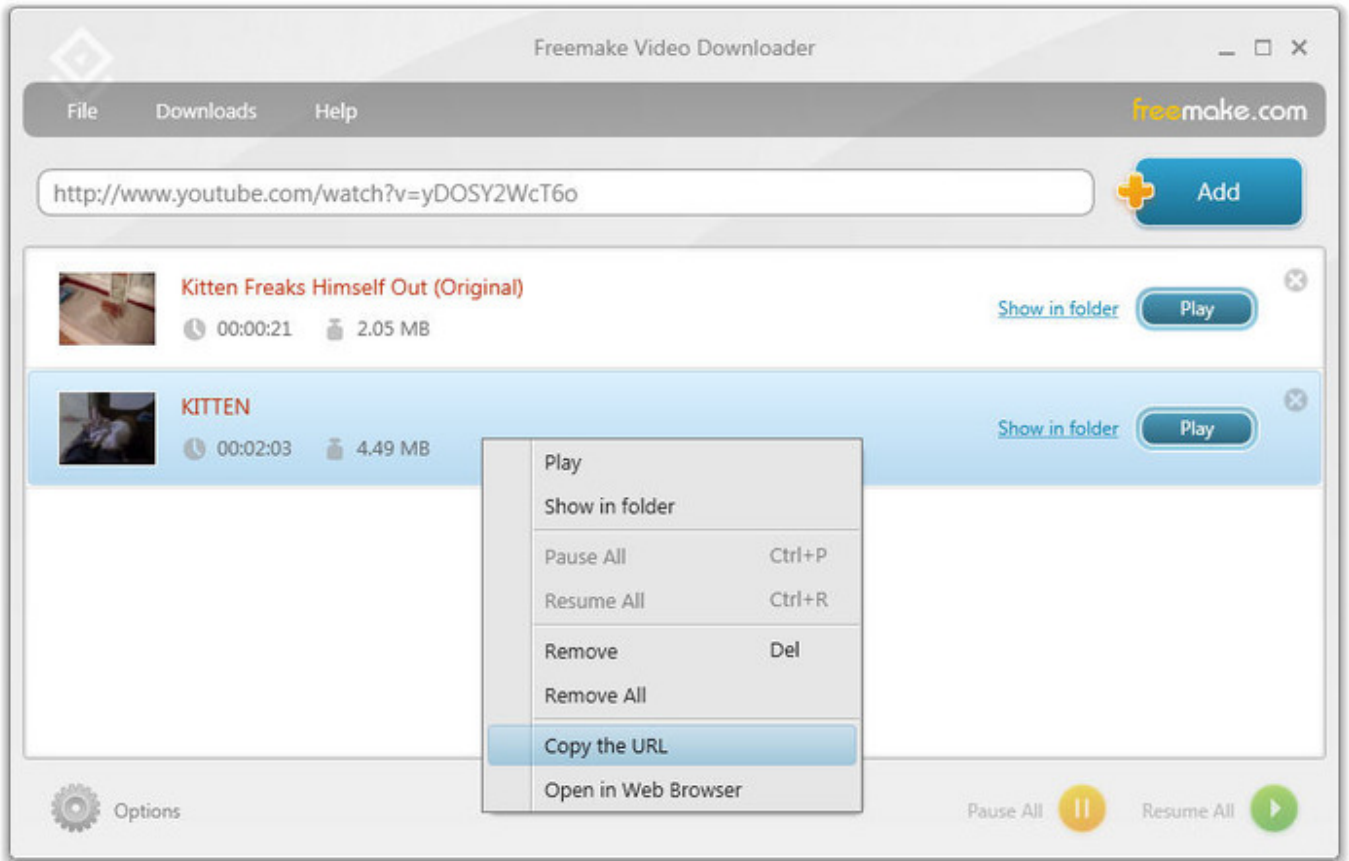 Freemake Video Downloader
File Downloads Help freemake.com
http://www.youtube.com/watch?v=yDOSY2WcT6o Add
Kitten Freaks Himself Out (Original)
00:00:21 2.05 MB
Show in folder Play
KITTEN
00:02:03 4.49 MB
Show in folder Play
Play
Show in folder
Pause All Ctrl+P
Resume All Ctrl+R
Remove Del
Remove All
Copy the URL
Open in Web Browser
Options Pause All Resume All